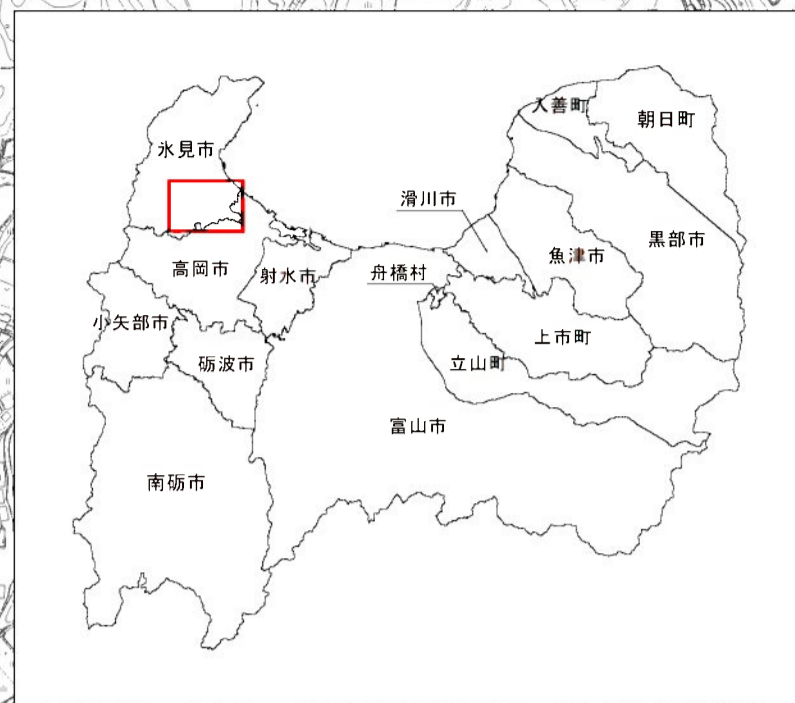 入善町
朝日町
氷見市
滑川市
黒部市
魚津市
高岡市
射水市
舟橋村
小矢部市
上市町
砺波市
立山町
富山市
南砺市